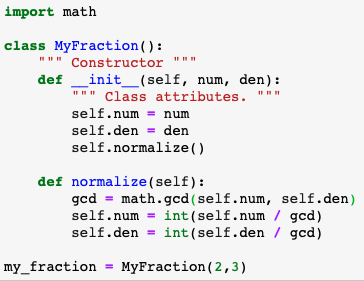 import math

class MyFraction():
    """ Constructor """
    def __init__(self, num, den):
        """ Class attributes. """
        self.num = num
        self.den = den
        self.normalize()

    def normalize(self):
        gcd = math.gcd(self.num, self.den)
        self.num = int(self.num / gcd)
        self.den = int(self.den / gcd)

my_fraction = MyFraction(2,3)